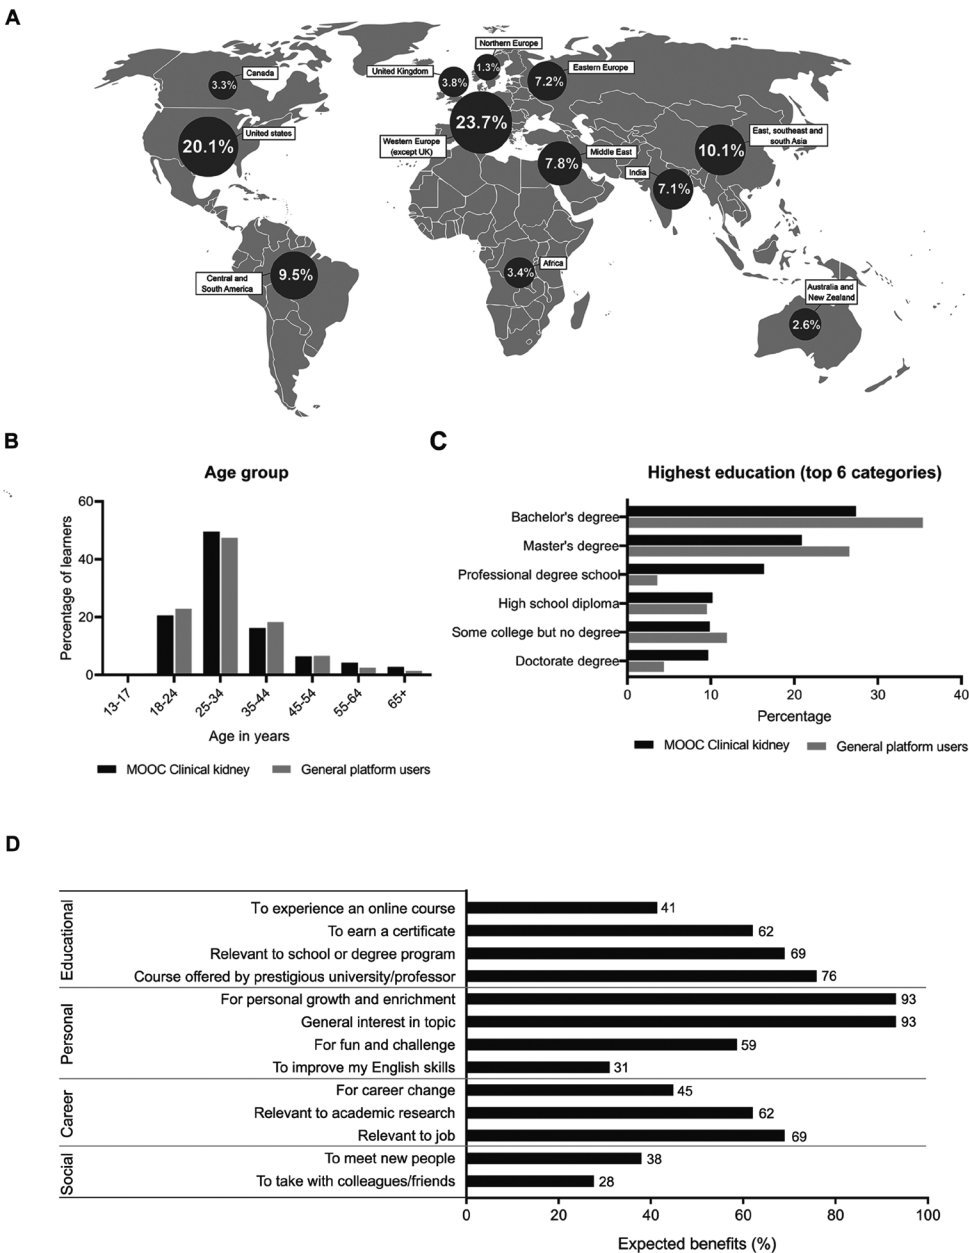 A
Northern Europe
1.3%
Canada
3.3%
United Kingdom
3.8%
Eastern Europe
7.2%
United states
20.1%
23.7%
Western Europe
(except UK)
Middle East
7.8%
East, southeast and
south Asia
10.1%
India
7.1%
Central and
South America
9.5%
Africa
3.4%
Australia and
New Zealand
2.6%
B
Age group
Percentage of learners
60
40
20
0
13-17
18-24
25-34
35-44
45-54
55-64
65+
Age in years
MOOC Clinical kidney
General platform users
C
Highest education (top 6 categories)
Bachelor's degree
Master's degree
Professional degree school
High school diploma
Some college but no degree
Doctorate degree
0
10
20
30
40
Percentage
MOOC Clinical kidney
General platform users
D
Educational
To experience an online course
41
To earn a certificate
62
Relevant to school or degree program
69
Course offered by prestigious university/professor
76
Personal
For personal growth and enrichment
93
General interest in topic
93
For fun and challenge
59
To improve my English skills
31
Career
For career change
45
Relevant to academic research
62
Relevant to job
69
Social
To meet new people
38
To take with colleagues/friends
28
0
20
40
60
80
100
Expected benefits (%)